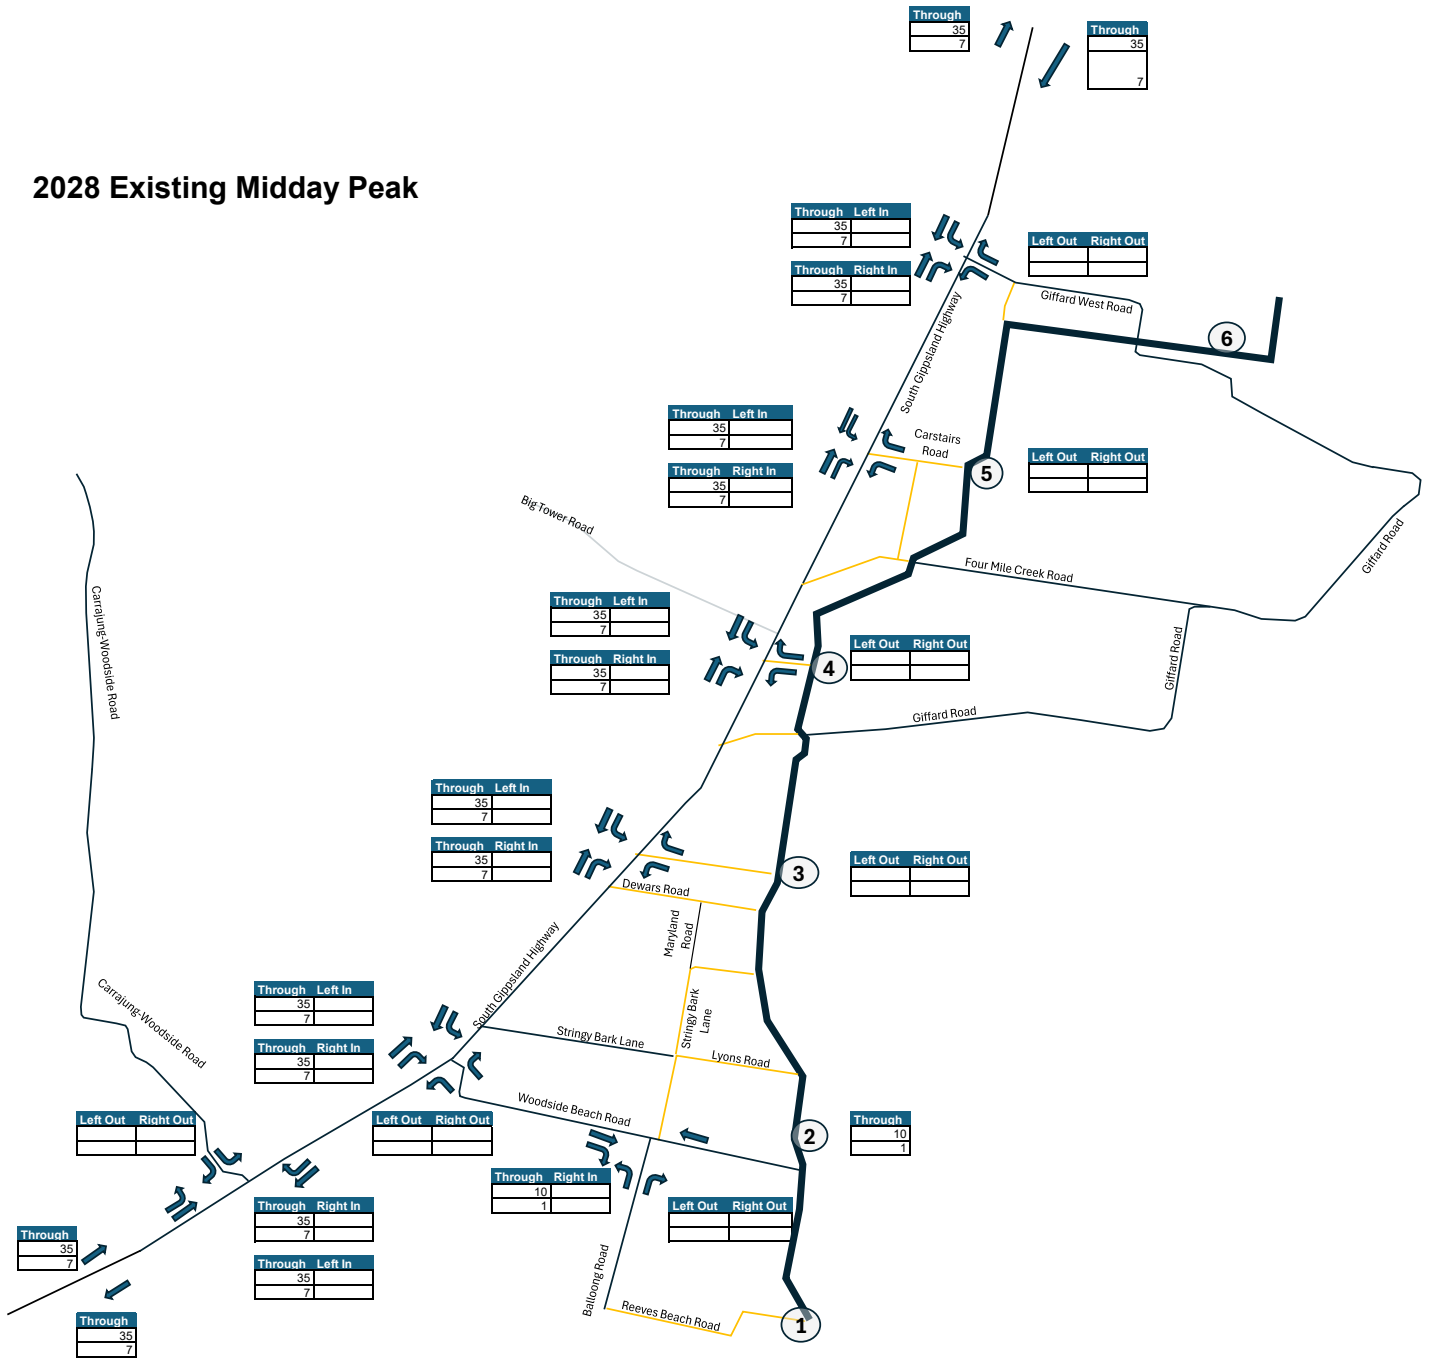 Through
35
7
Through
35
7
2028 Existing Midday Peak
Through Left In
35
7
Left Out Right Out
Through Right In
35
7
Giffard West Road
South Gippsland Highway
6
Through Left In
35
7
Carstairs
Road
Left Out Right Out
Through Right In
35
7
5
Big Tower Road
Giffard Road
Four Mile Creek Road
Carrajung-Woodside Road
Through Left In
35
7
Left Out Right Out
Through Right In
35
7
4
Giffard Road
Giffard Road
Through Left In
35
7
Through Right In
35
7
3
Left Out Right Out
Dewars Road
Maryland
Road
South Gippsland Highway
Carrajung-Woodside Road
Through Left In
35
7
Stringy Bark
Lane
Stringy Bark Lane
Lyons Road
Through Right In
35
7
Woodside Beach Road
Left Out Right Out
Left Out Right Out
2
Through
10
1
Through Right In
10
1
Through Right In
35
7
Left Out Right Out
Through
35
7
Through Left In
35
7
Balloong Road
Reeves Beach Road
1
Through
35
7